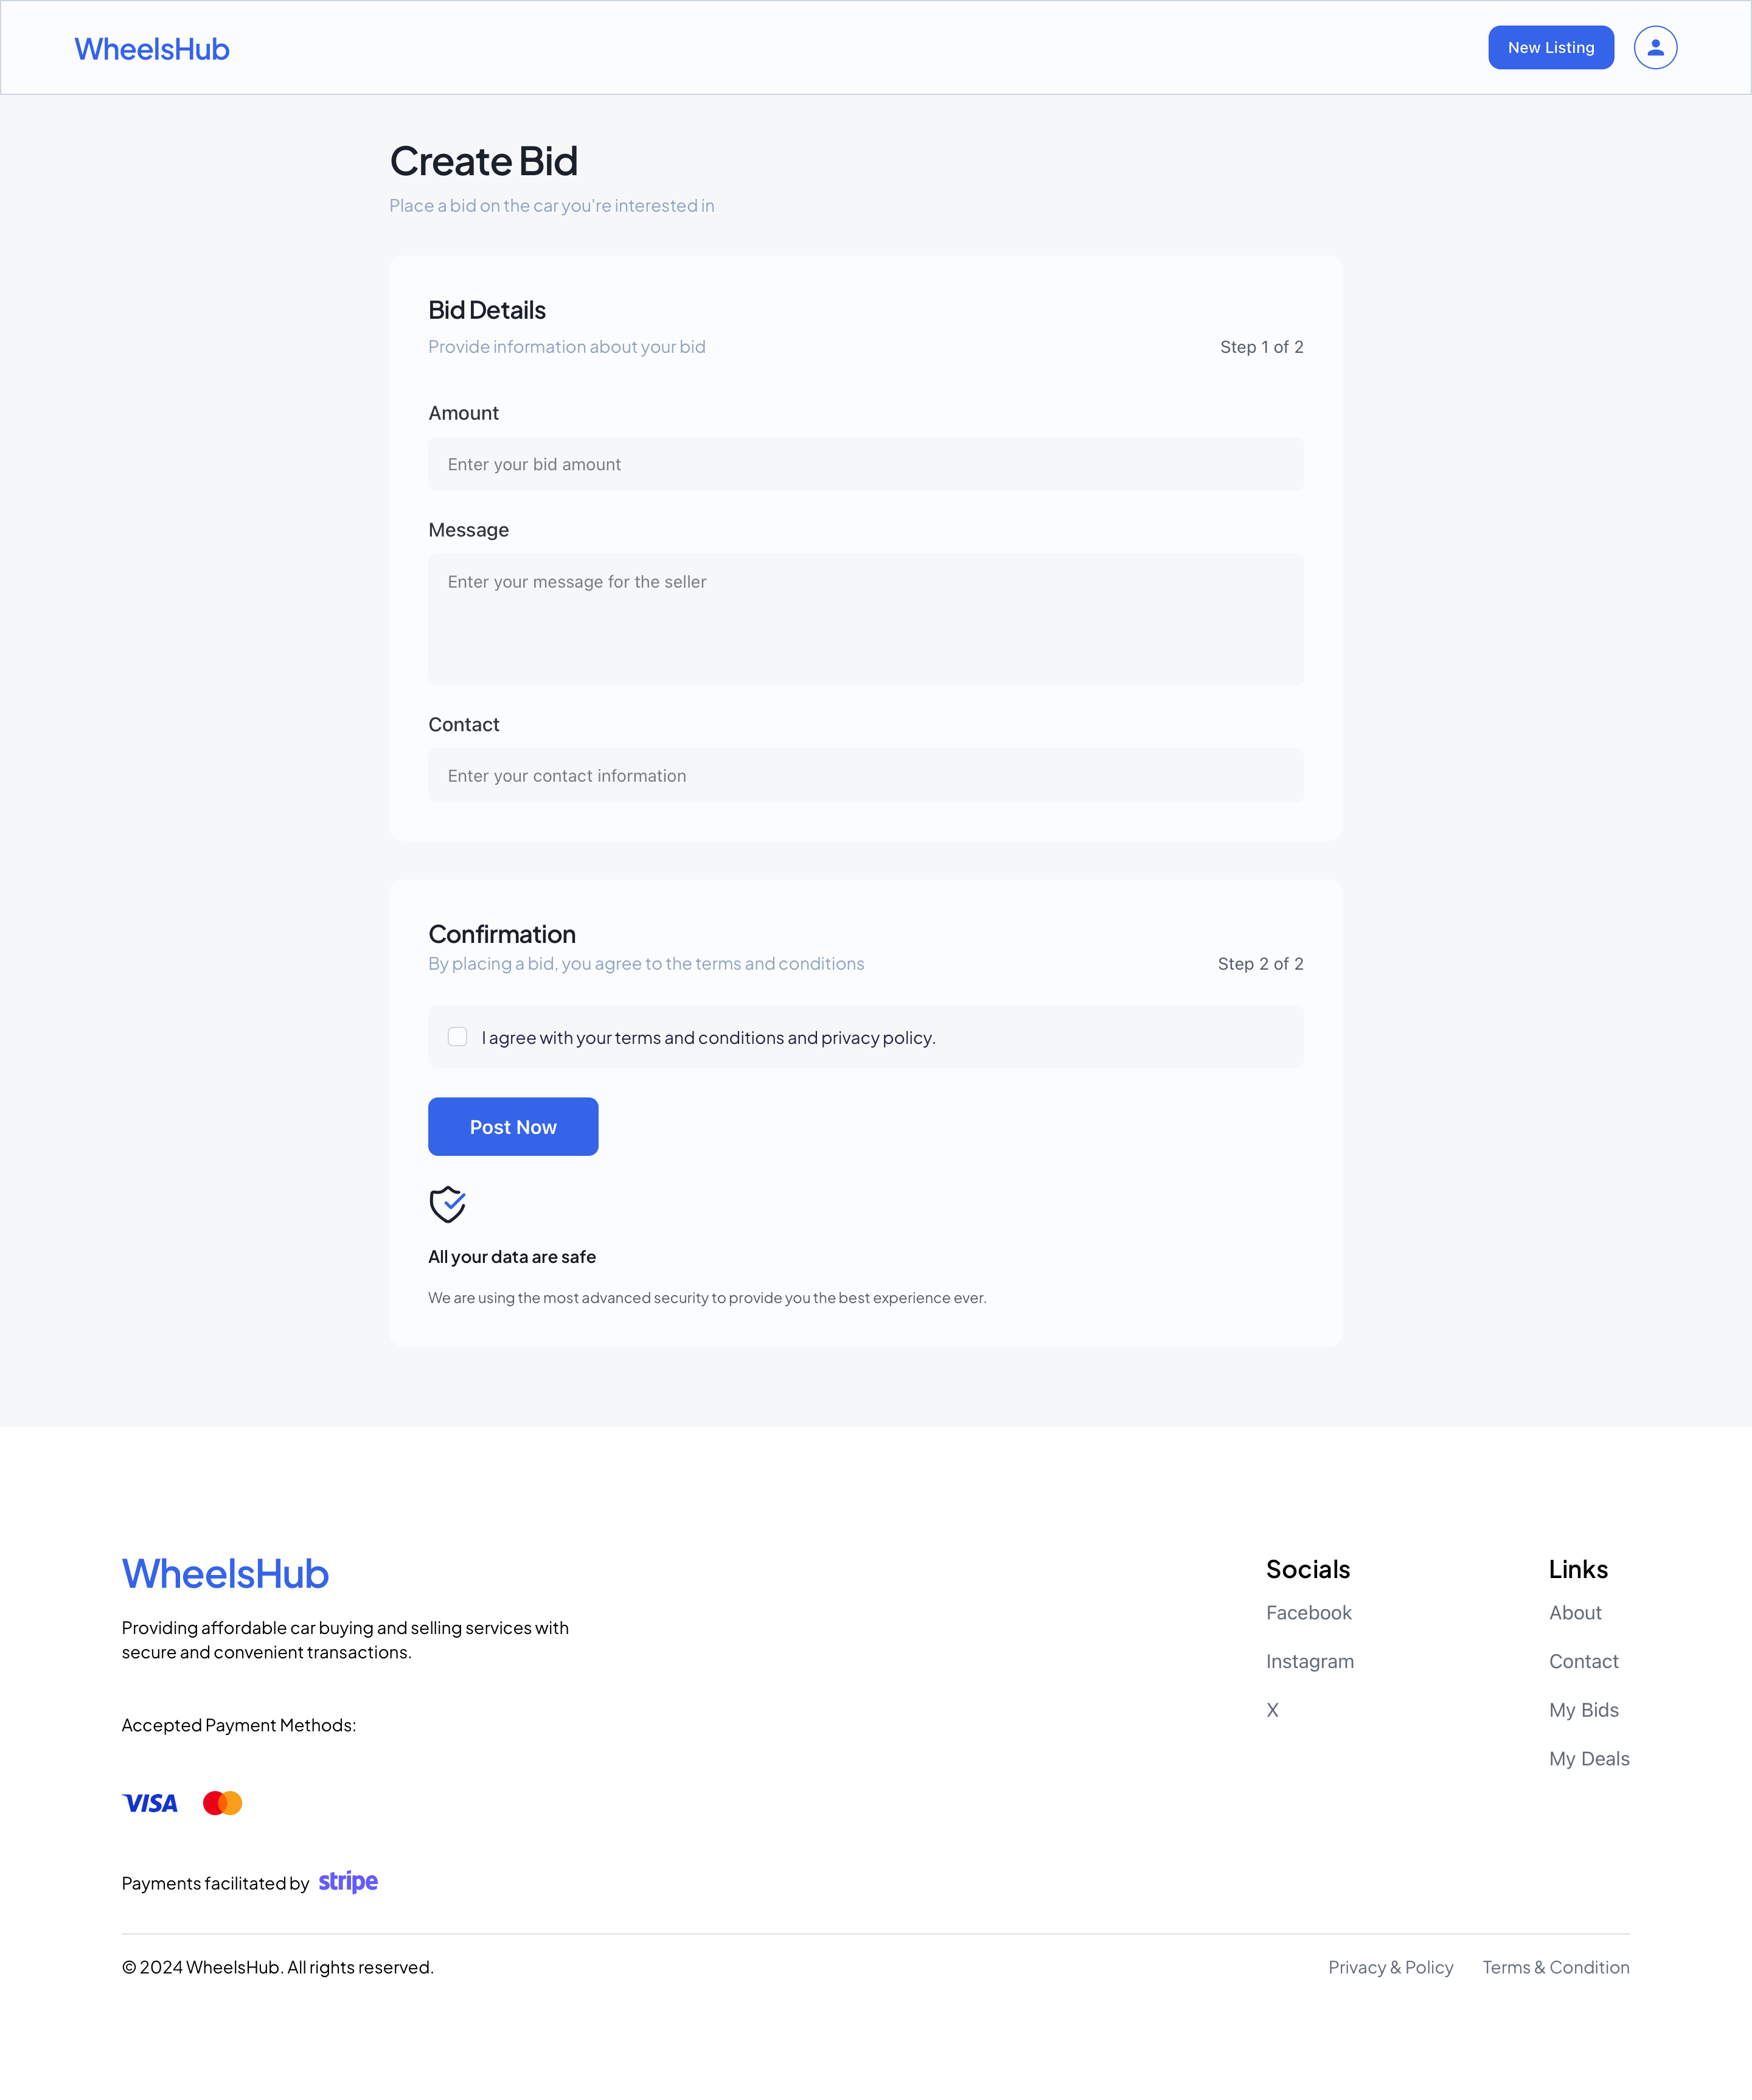 WheelsHub
New Listing
Create Bid
Place a bid on the car you're interested in
Bid Details
Provide information about your bid
Step 1 of 2
Amount
Enter your bid amount
Message
Enter your message for the seller
Contact
Enter your contact information
Confirmation
By placing a bid, you agree to the terms and conditions
Step 2 of 2
I agree with your terms and conditions and privacy policy.
Post Now
All your data are safe
We are using the most advanced security to provide you the best experience ever.
WheelsHub
Providing affordable car buying and selling services with
secure and convenient transactions.
Accepted Payment Methods:
VISA
Payments facilitated by stripe
Socials
Facebook
Instagram
X
Links
About
Contact
My Bids
My Deals
© 2024 WheelsHub. All rights reserved.
Privacy & Policy
Terms & Condition